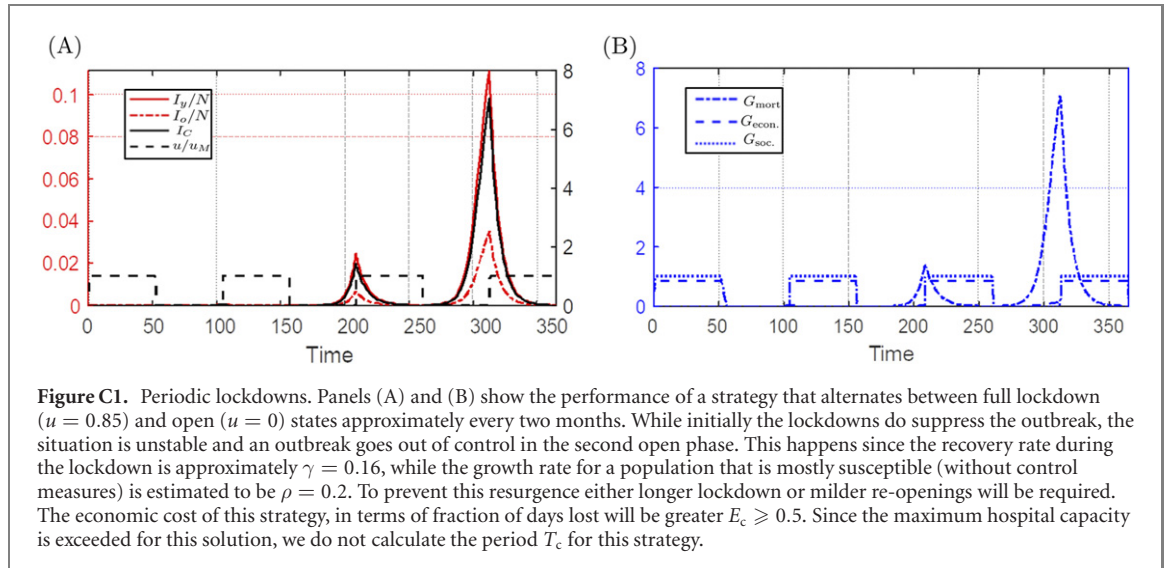 (A)
(B)
0.1
0.08
0.06
0.04
0.02
0
8
6
4
2
0
I_y/N
I_o/N
I_C
u/u_M
0 50 100 150 200 250 300 350
Time
8
6
4
2
0
G_mort
G_econ.
G_soc.
0 50 100 150 200 250 300 350
Time
Figure C1. Periodic lockdowns. Panels (A) and (B) show the performance of a strategy that alternates between full lockdown
(u = 0.85) and open (u = 0) states approximately every two months. While initially the lockdowns do suppress the outbreak, the
situation is unstable and an outbreak goes out of control in the second open phase. This happens since the recovery rate during
the lockdown is approximately γ = 0.16, while the growth rate for a population that is mostly susceptible (without control
measures) is estimated to be ρ = 0.2. To prevent this resurgence either longer lockdown or milder re-openings will be required.
The economic cost of this strategy, in terms of fraction of days lost will be greater E_c ⩾ 0.5. Since the maximum hospital capacity
is exceeded for this solution, we do not calculate the period T_c for this strategy.